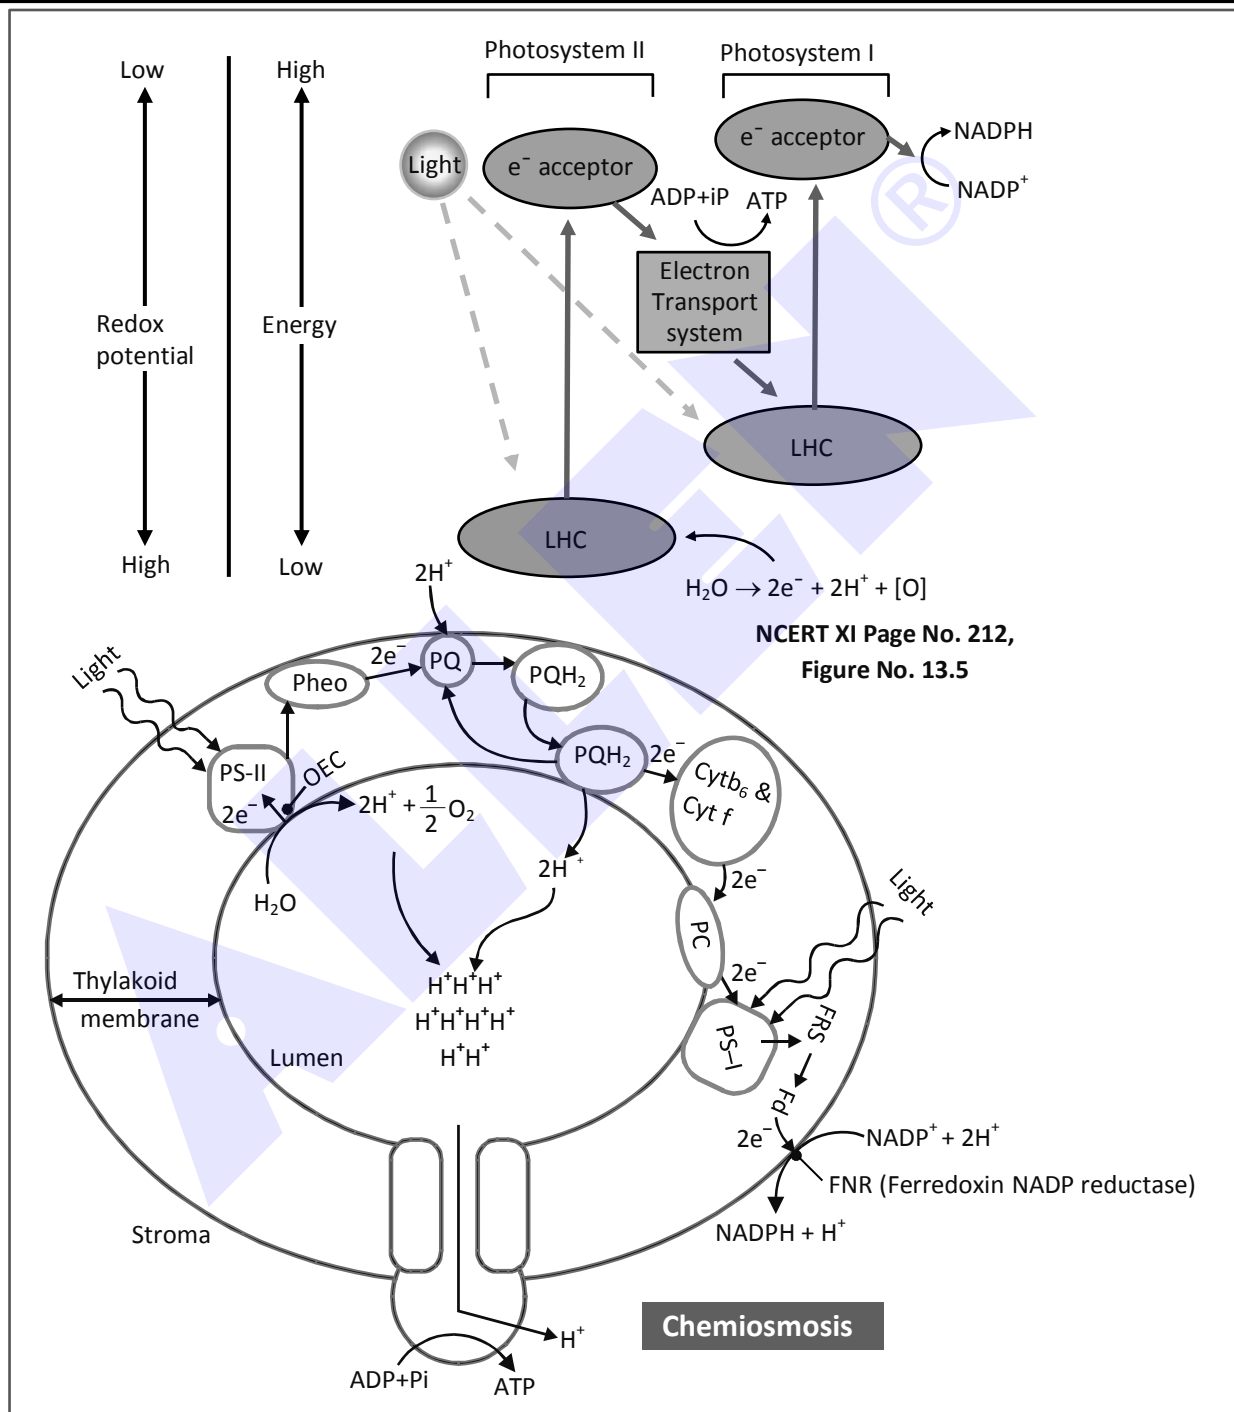 Photosystem II
Photosystem I
Low
High
e⁻ acceptor
NADPH
Light
e⁻ acceptor
ADP+iP
ATP
NADP⁺
®
Electron
Transport
system
Redox
potential
Energy
LHC
LHC
High
Low
2H⁺
H₂O → 2e⁻ + 2H⁺ + [O]
NCERT XI Page No. 212,
Figure No. 13.5
Light
Pheo
2e⁻
PQ
PQH₂
PQH₂
2e⁻
PS-II
OEC
2e⁻
2H⁺ + 1/2 O₂
Cytb₆ &
Cyt f
H₂O
2H⁺
2e⁻
Light
PC
2e⁻
H⁺H⁺H⁺
H⁺H⁺H⁺H⁺
H⁺H⁺
Thylakoid
membrane
Lumen
PS–I
FRS
Fd
2e⁻
NADP⁺ + 2H⁺
FNR (Ferredoxin NADP reductase)
NADPH + H⁺
Stroma
Chemiosmosis
H⁺
ADP+Pi
ATP
ALLEN